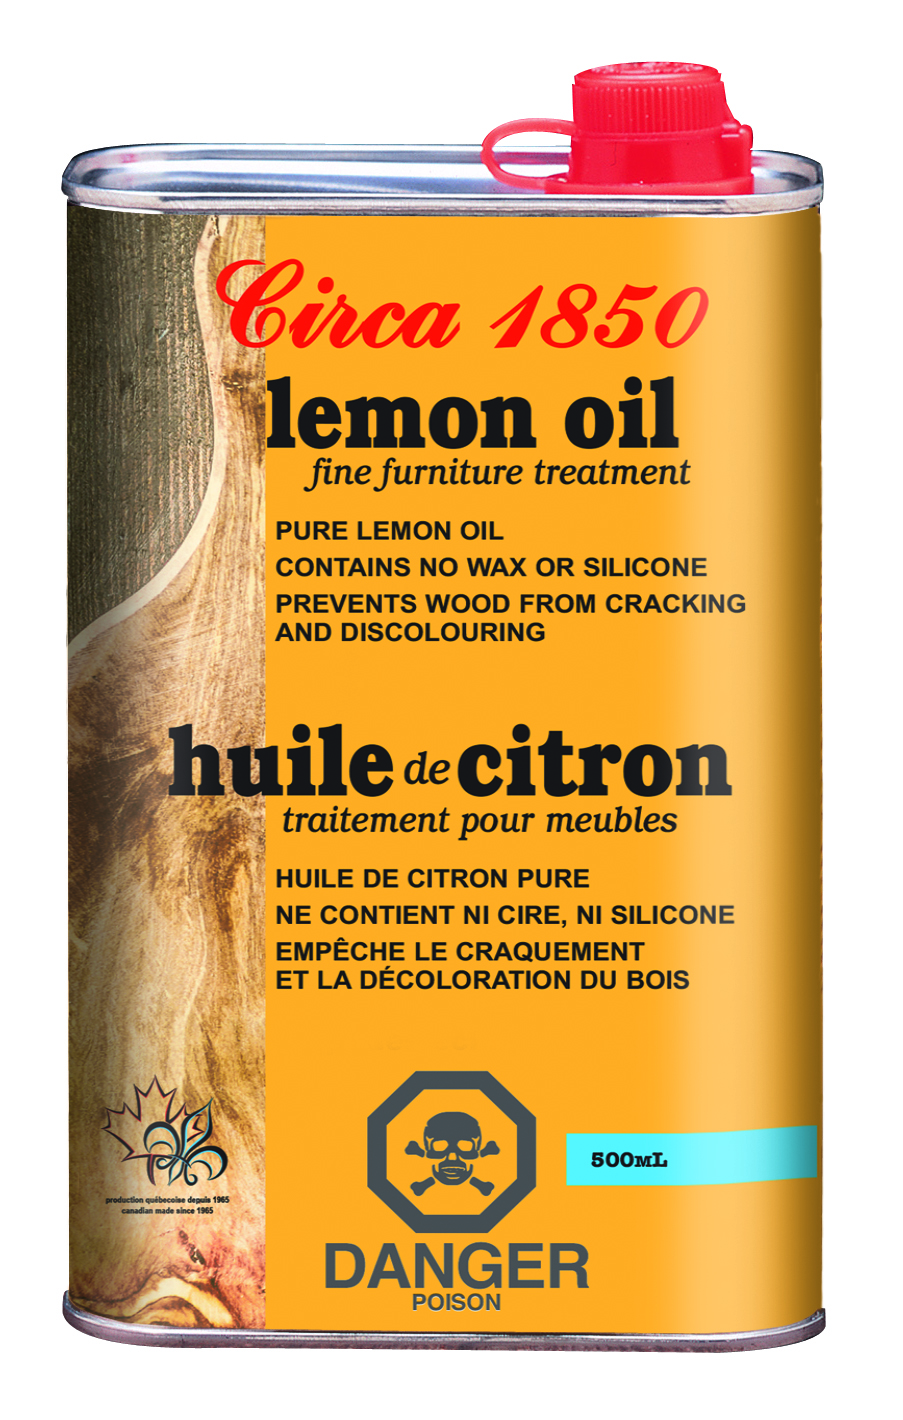 Circa 1850
lemon oil
fine furniture treatment
PURE LEMON OIL
CONTAINS NO WAX OR SILICONE
PREVENTS WOOD FROM CRACKING
AND DISCOLOURING
huile de citron
traitement pour meubles
HUILE DE CITRON PURE
NE CONTIENT NI CIRE, NI SILICONE
EMPÊCHE LE CRAQUEMENT
ET LA DÉCOLORATION DU BOIS
production québecoise depuis 1965
canadian made since 1965
500mL
DANGER
POISON